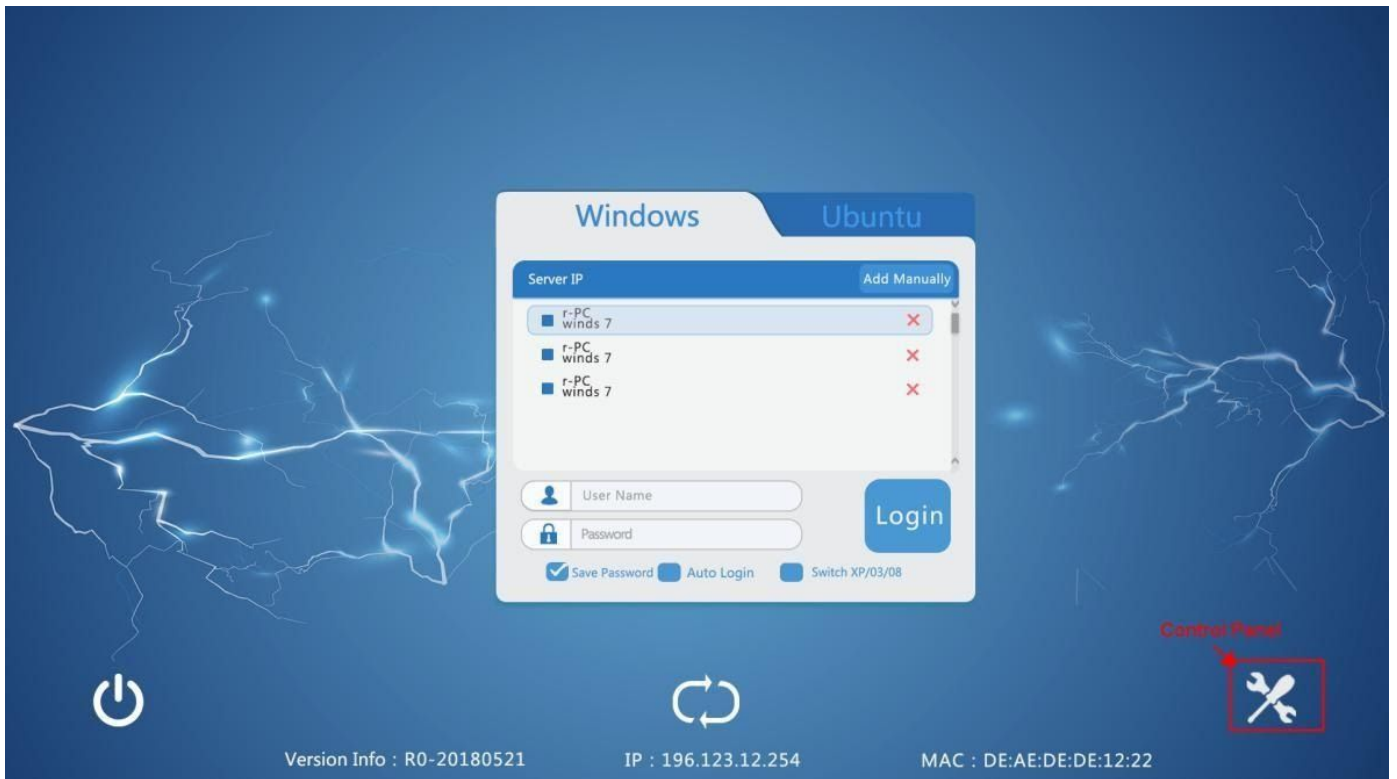 Windows
Ubuntu
Server IP
Add Manually
r-PC
winds 7
r-PC
winds 7
r-PC
winds 7
User Name
Password
Login
Save Password
Auto Login
Switch XP/03/08
Control Panel
Version Info : R0-20180521
IP : 196.123.12.254
MAC : DE:AE:DE:DE:12:22